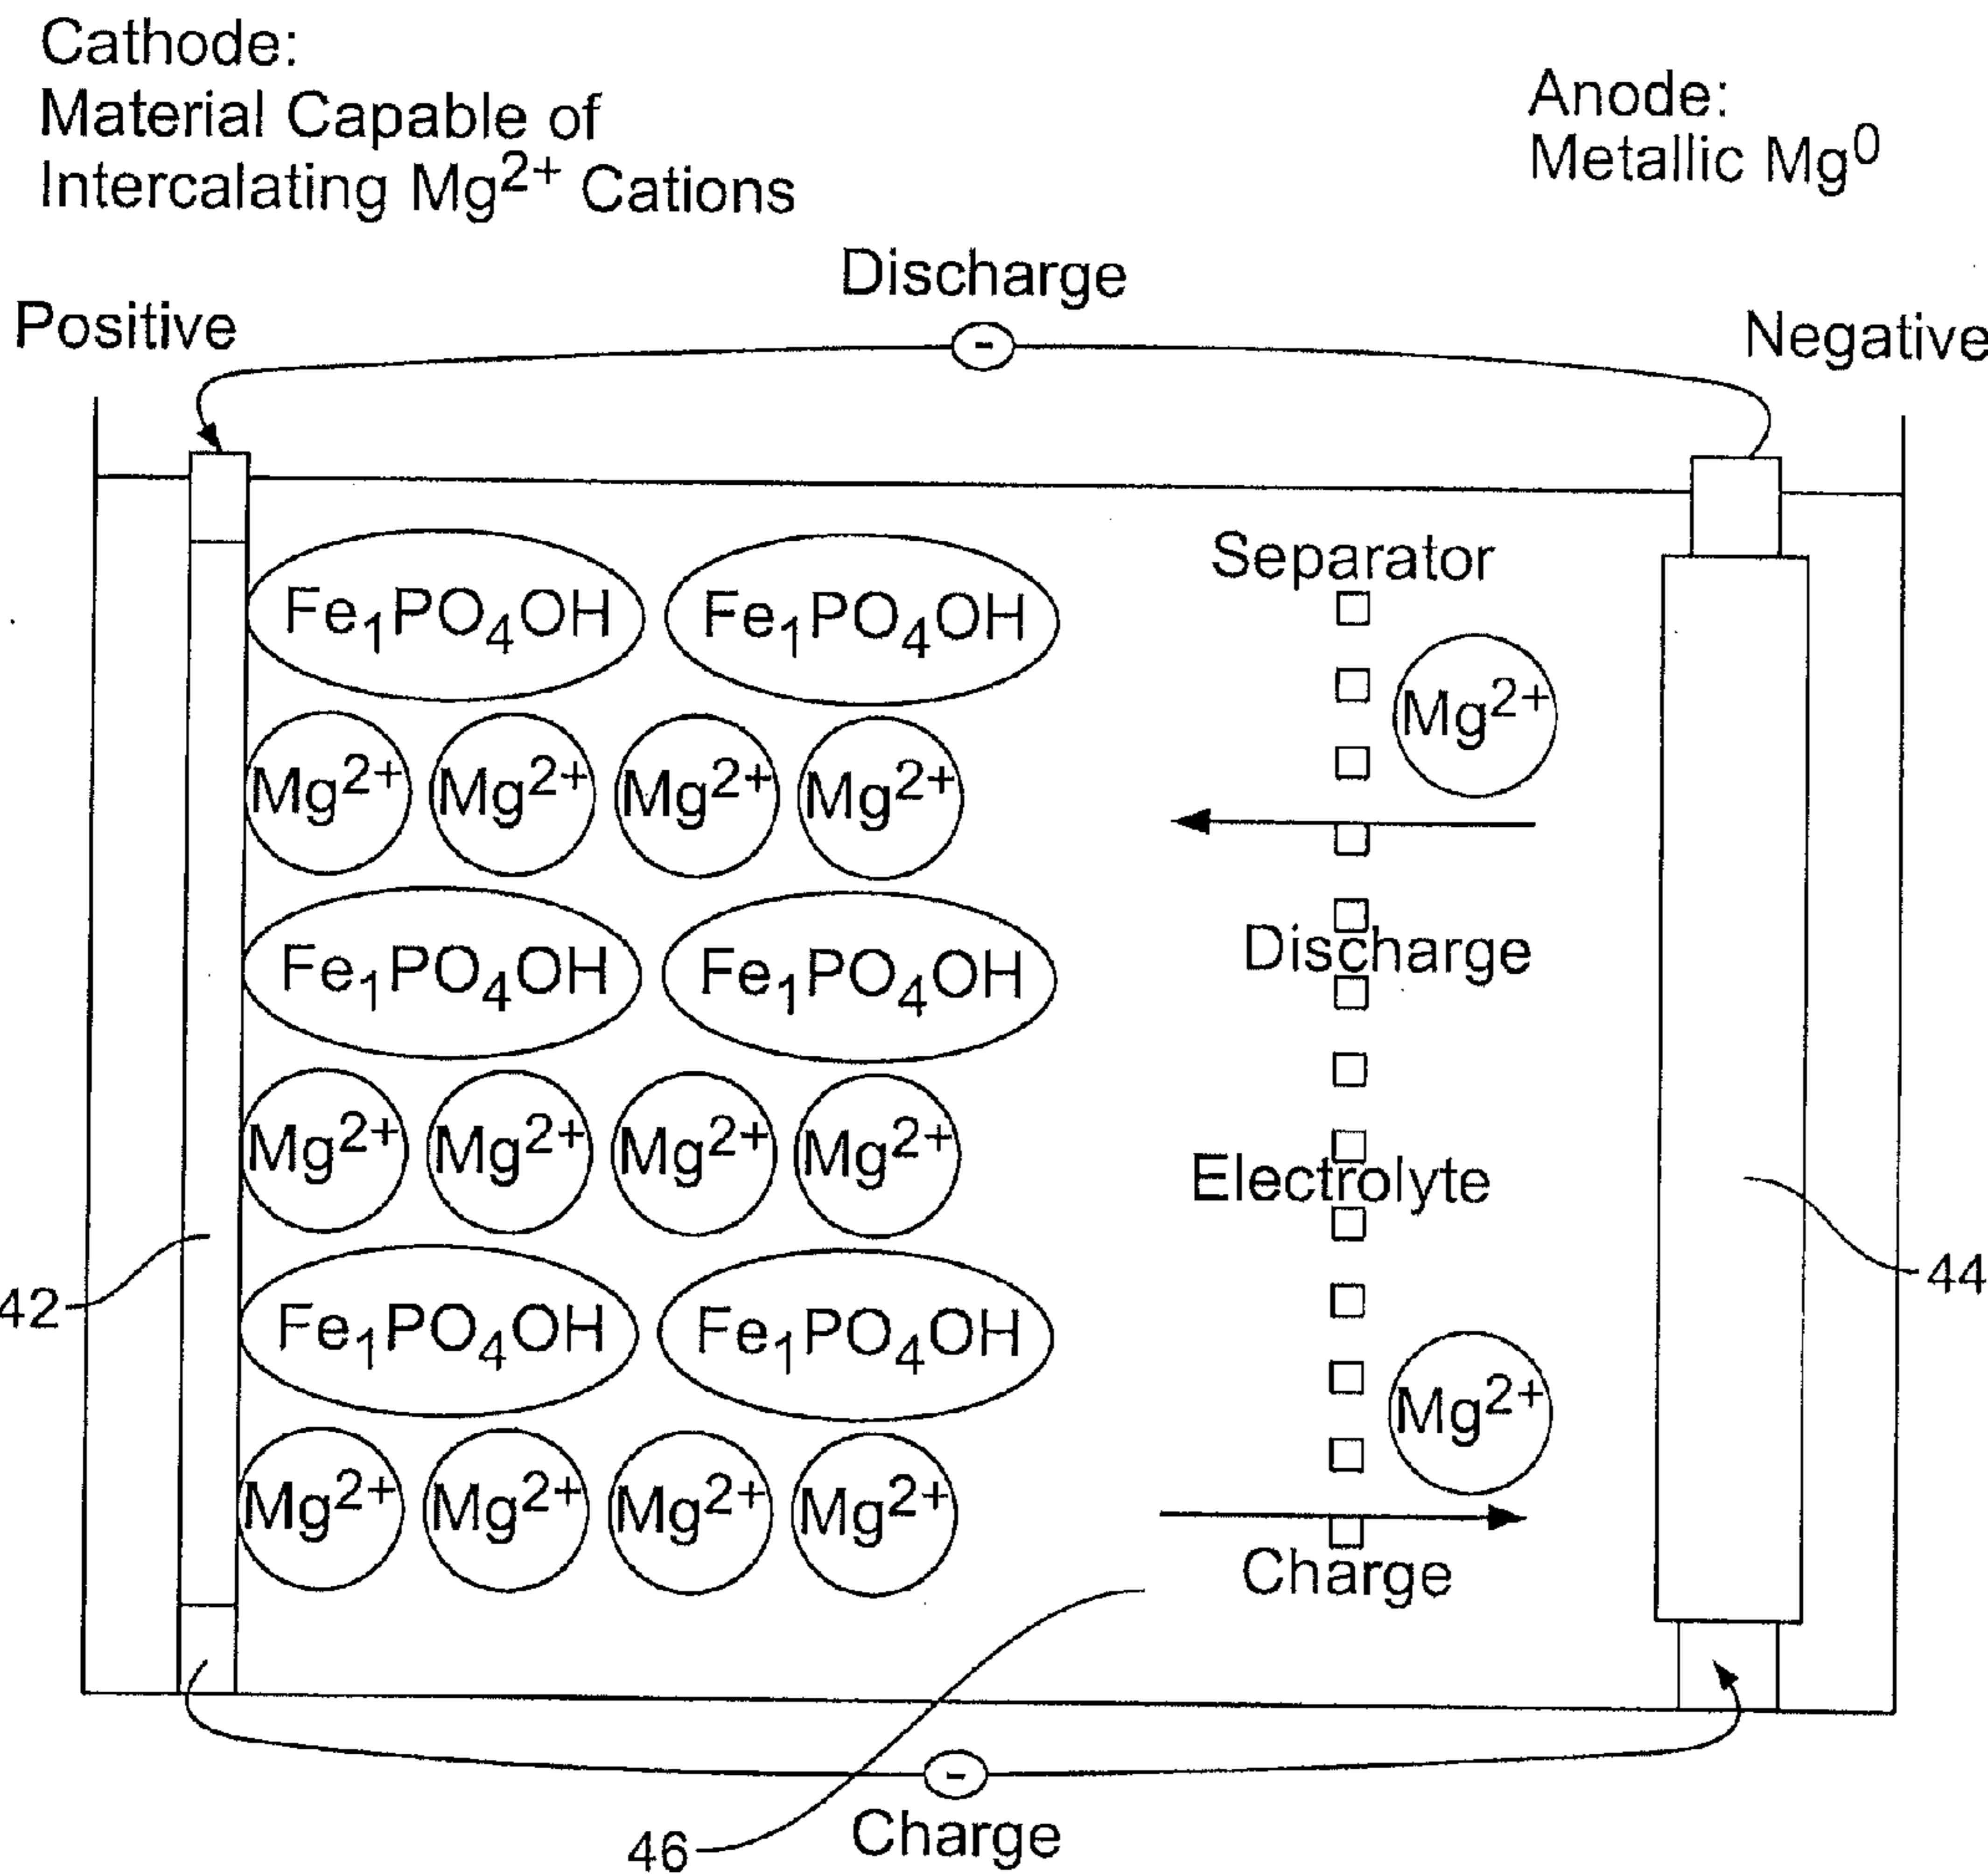 Cathode:
Material Capable of
Intercalating Mg²⁺ Cations
Anode:
Metallic Mg⁰
Discharge
Positive
Negative
-
Separator
Fe₁PO₄OH Fe₁PO₄OH
Mg²⁺
Mg²⁺ Mg²⁺ Mg²⁺ Mg²⁺
Fe₁PO₄OH Fe₁PO₄OH
Discharge
Mg²⁺ Mg²⁺ Mg²⁺ Mg²⁺
Electrolyte
42
44
Fe₁PO₄OH Fe₁PO₄OH
Mg²⁺
Mg²⁺ Mg²⁺ Mg²⁺ Mg²⁺
Charge
-
Charge
46